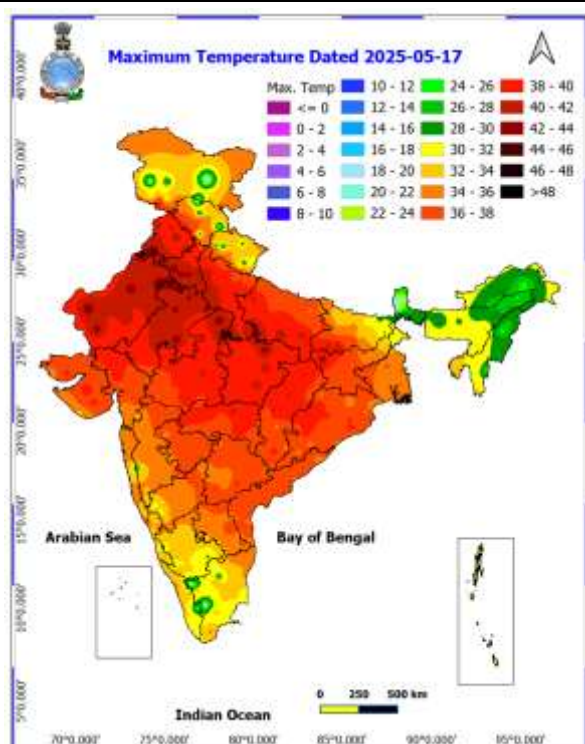 Maximum Temperature Dated 2025-05-17
Max. Temp
<= 0
0 - 2
2 - 4
4 - 6
6 - 8
8 - 10
10 - 12
12 - 14
14 - 16
16 - 18
18 - 20
20 - 22
22 - 24
24 - 26
26 - 28
28 - 30
30 - 32
32 - 34
34 - 36
36 - 38
38 - 40
40 - 42
42 - 44
44 - 46
46 - 48
>48
40°0.000'
35°0.000'
30°0.000'
25°0.000'
20°0.000'
15°0.000'
10°0.000'
5°0.000'
Arabian Sea
Bay of Bengal
0 250 500 km
Indian Ocean
70°0.000' 75°0.000' 80°0.000' 85°0.000' 90°0.000' 95°0.000'